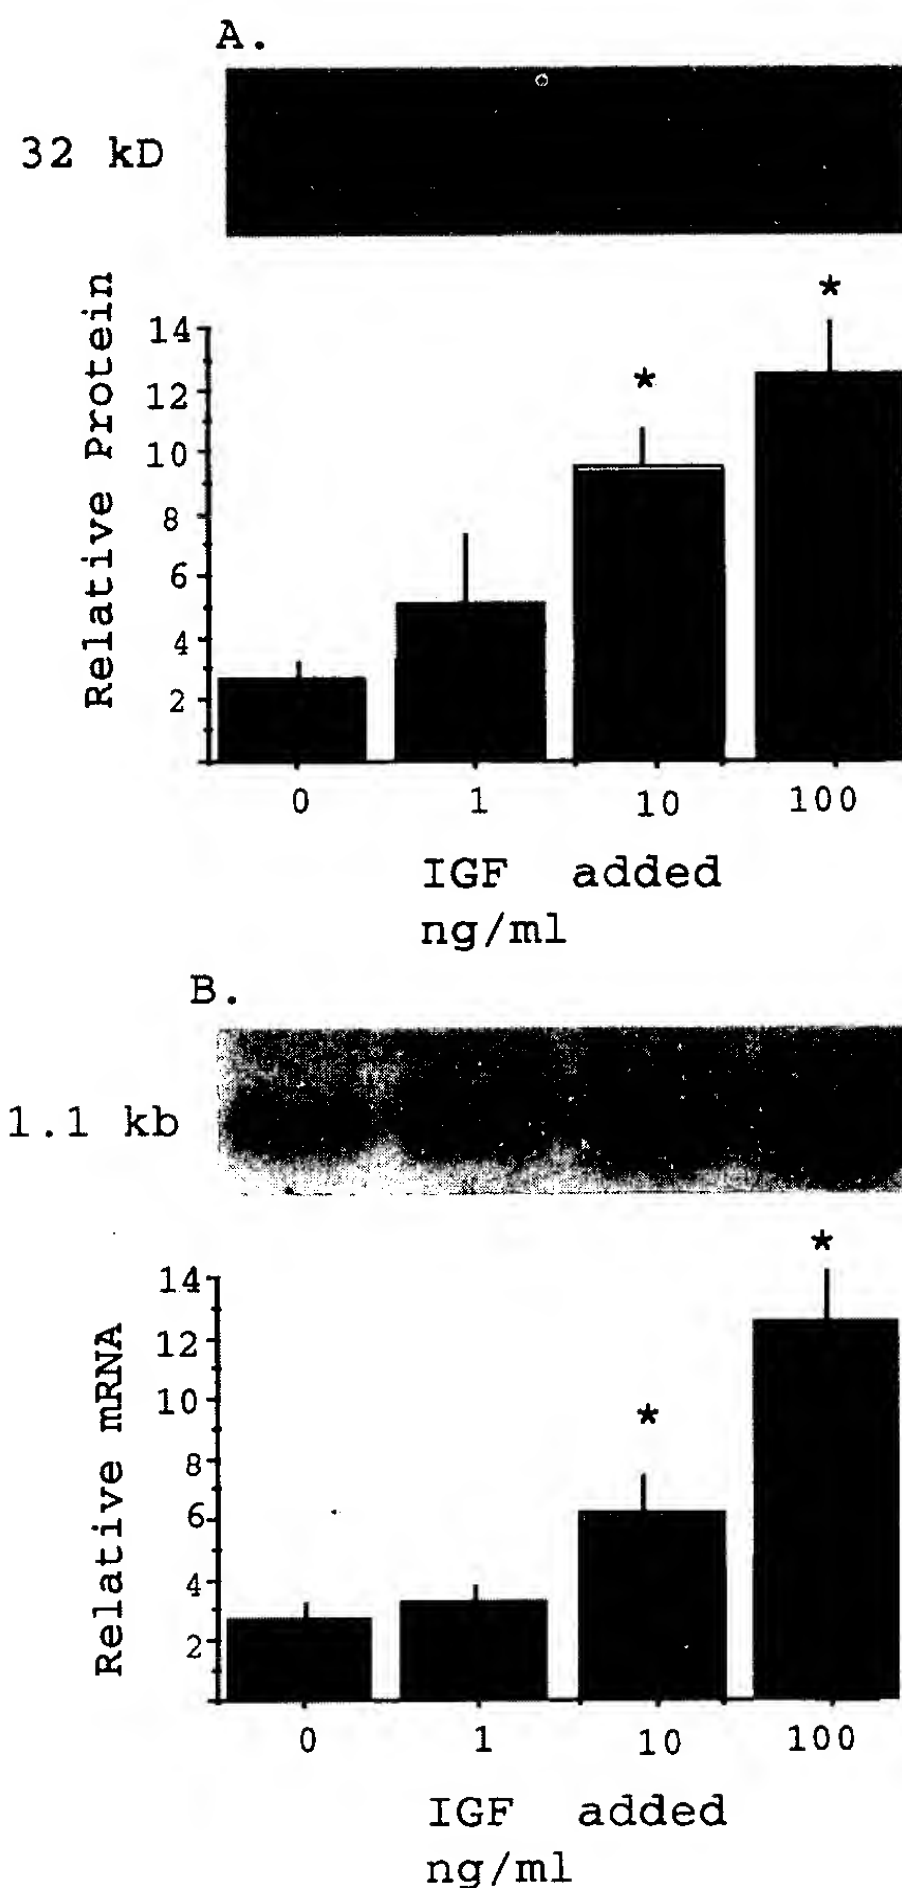 A.
32 kD
Relative Protein
14
12
10
8
6
4
2
*
*
0 1 10 100
IGF added
ng/ml
B.
1.1 kb
Relative mRNA
14
12
10
8
6
4
2
*
*
0 1 10 100
IGF added
ng/ml